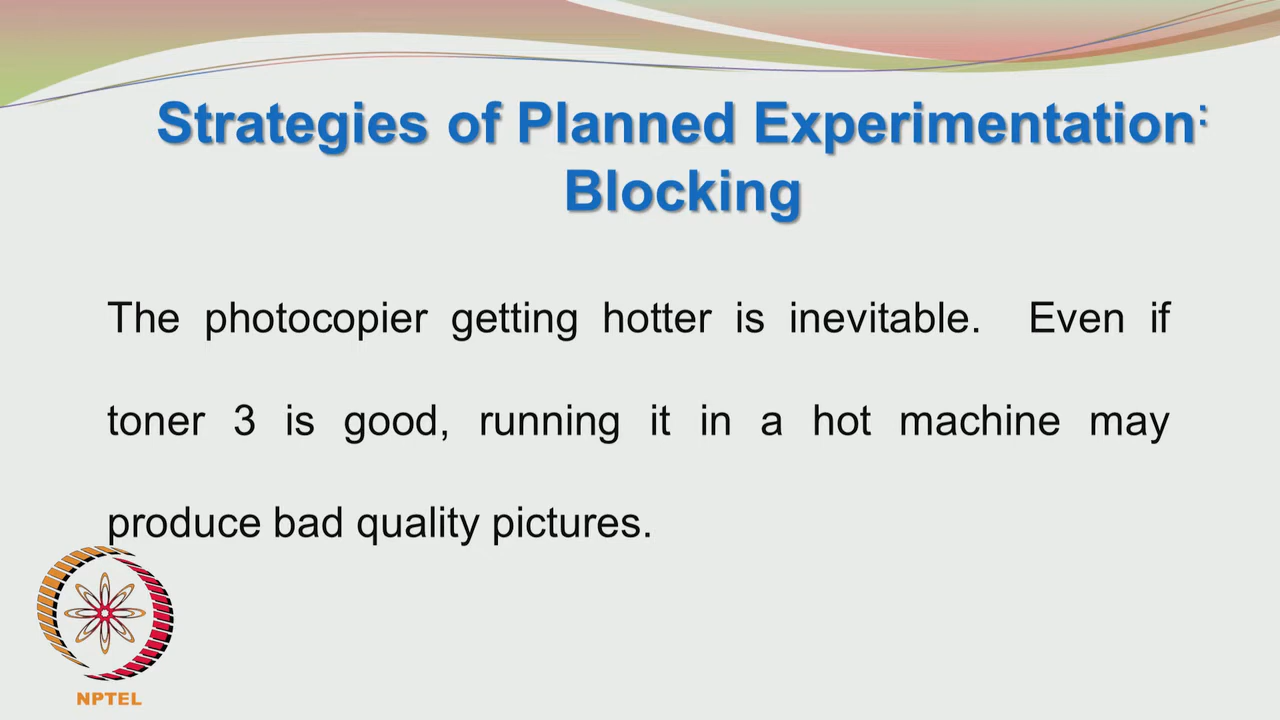 Strategies of Planned Experimentation:
Blocking
The photocopier getting hotter is inevitable. Even if
toner 3 is good, running it in a hot machine may
produce bad quality pictures.
NPTEL